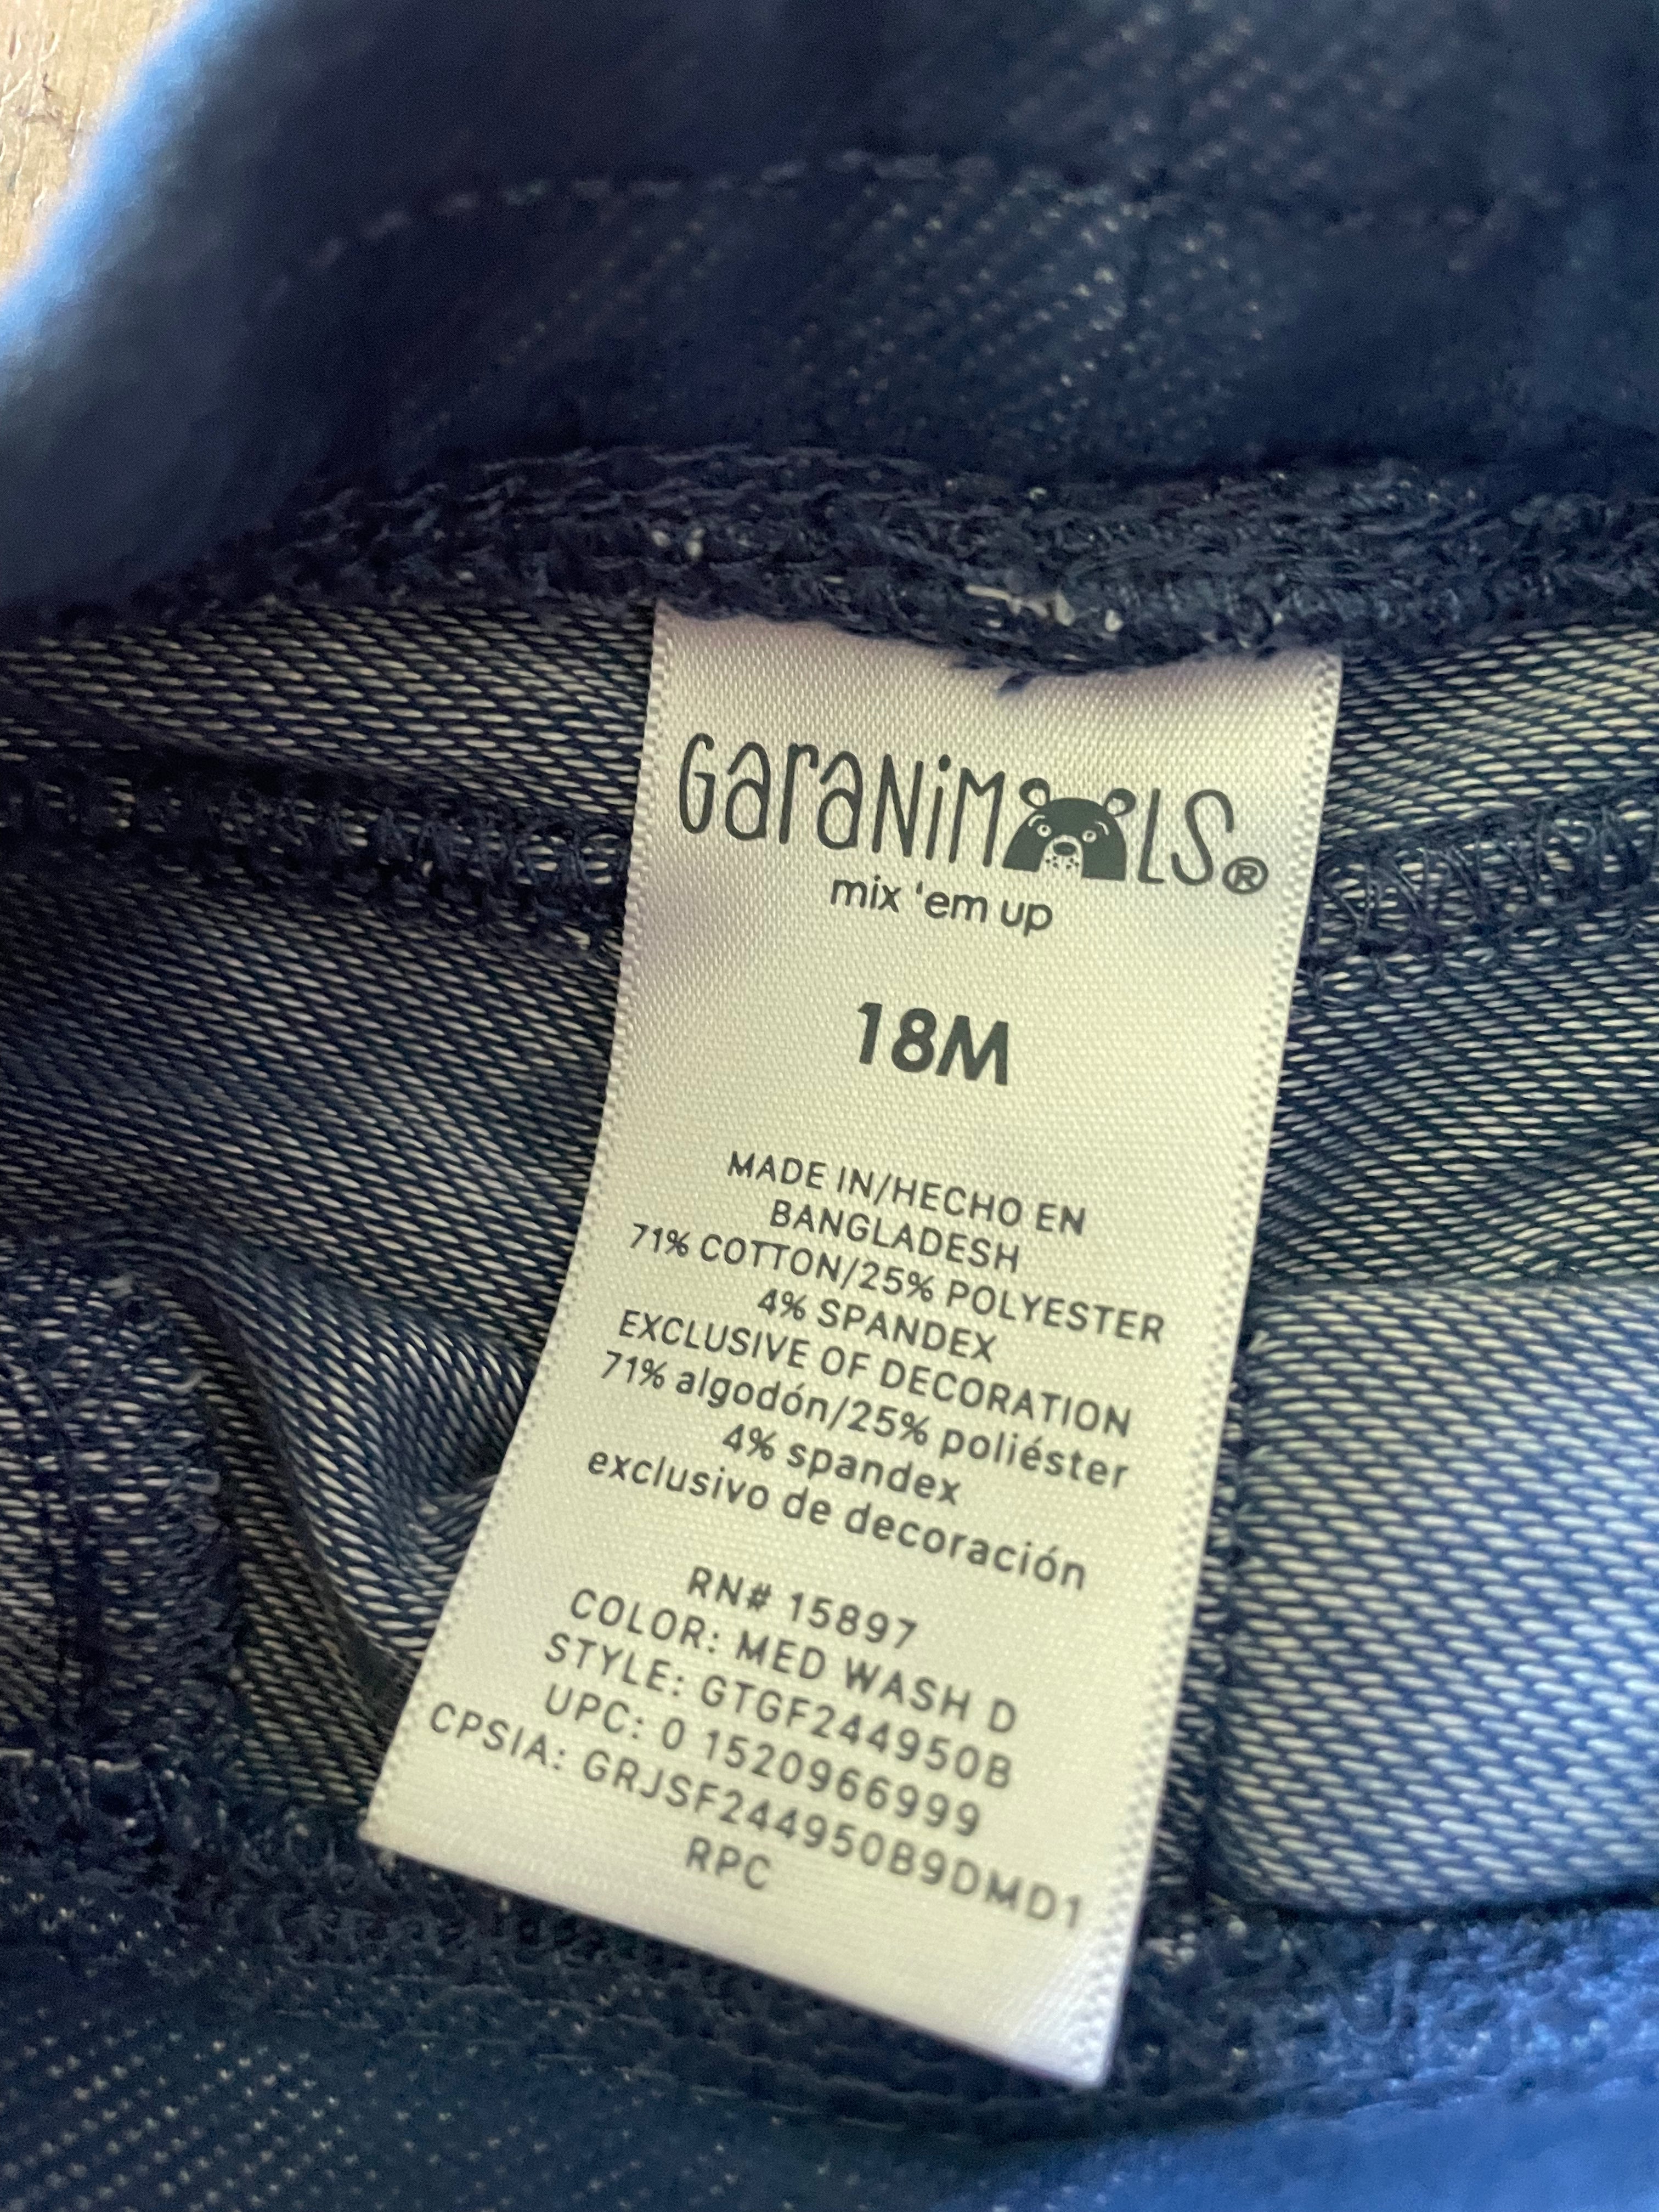 GARANIMALS®
mix 'em up
18M
MADE IN/HECHO EN
BANGLADESH
71% COTTON/25% POLYESTER
4% SPANDEX
EXCLUSIVE OF DECORATION
71% algodón/25% poliéster
4% spandex
exclusivo de decoración
RN# 15897
COLOR: MED WASH D
STYLE: GTGF244950B
UPC: 0 1520966999
CPSIA: GRJSF244950B9DMD1
RPC